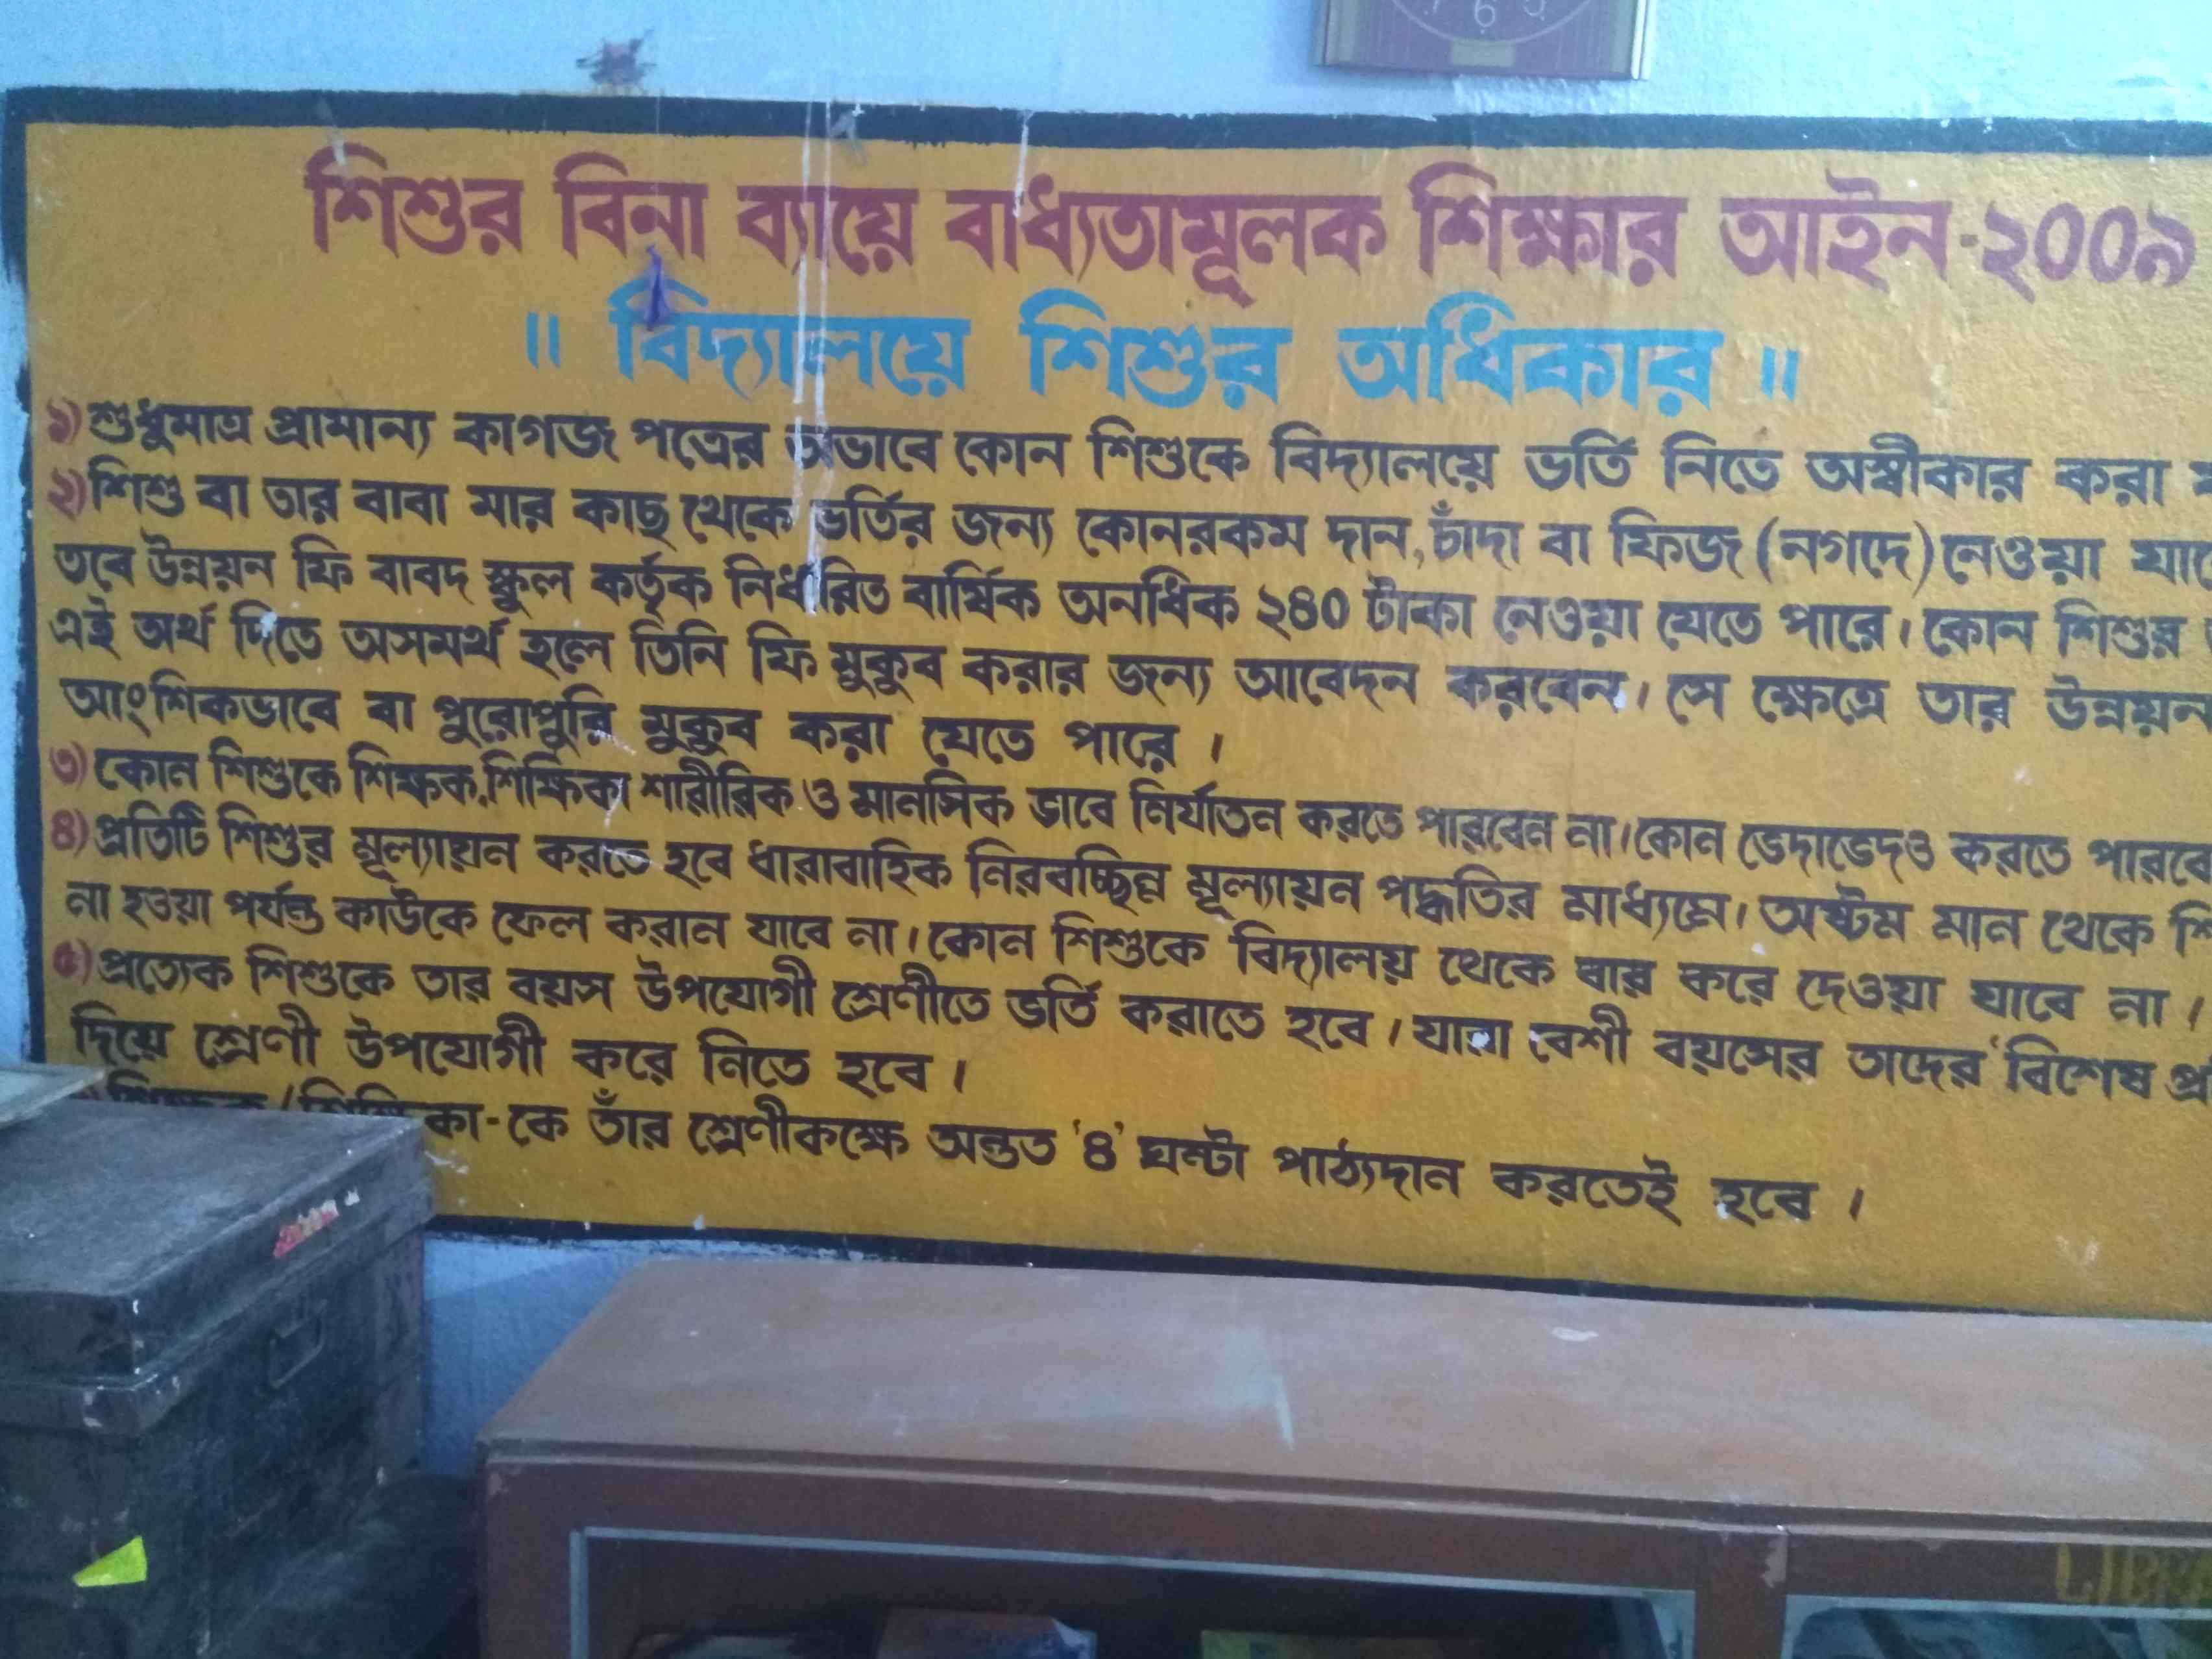 শিশুর বিনা ব্যায়ে বাধ্যতামূলক শিক্ষার আইন-২০০৯
॥ বিদ্যালয়ে শিশুর অধিকার ॥
১) শুধুমাত্র প্রামান্য কাগজ পত্রের অভাবে কোন শিশুকে বিদ্যালয়ে ভর্তি নিতে অস্বীকার করা
২) শিশু বা তার বাবা মার কাছ থেকে ভর্তির জন্য কোনরকম দান, চাঁদা বা ফিজ (নগদে) নেওয়া
তবে উন্নয়ন ফি বাবদ স্কুল কর্তৃক নির্ধারিত বার্ষিক অনধিক ২৪০ টাকা নেওয়া যেতে পারে। কোন শিশুর
এই অর্থ দিতে অসমর্থ হলে তিনি ফি মুকুব করার জন্য আবেদন করবেন। সে ক্ষেত্রে তার উন্নয়ন
আংশিকভাবে বা পুরোপুরি মুকুব করা যেতে পারে ।
৩) কোন শিশুকে শিক্ষক, শিক্ষিকা শারীরিক ও মানসিক ভাবে নির্যাতন করতে পারবেন না। কোন ভেদাভেদও করতে
৪) প্রতিটি শিশুর মূল্যায়ন করতে হবে ধারাবাহিক নিরবচ্ছিন্ন মূল্যায়ন পদ্ধতির মাধ্যমে। অষ্টম মান থেকে
না হওয়া পর্যন্ত কাউকে ফেল করান যাবে না। কোন শিশুকে বিদ্যালয় থেকে বার করে দেওয়া যাবে না ।
৫) প্রত্যেক শিশুকে তার বয়স উপযোগী শ্রেণীতে ভর্তি করাতে হবে । যারা বেশী বয়সের তাদের 'বিশেষ
দিয়ে শ্রেণী উপযোগী করে নিতে হবে ।
কা-কে তাঁর শ্রেণীকক্ষে অন্তত '৪' ঘন্টা পাঠ্যদান করতেই হবে ।